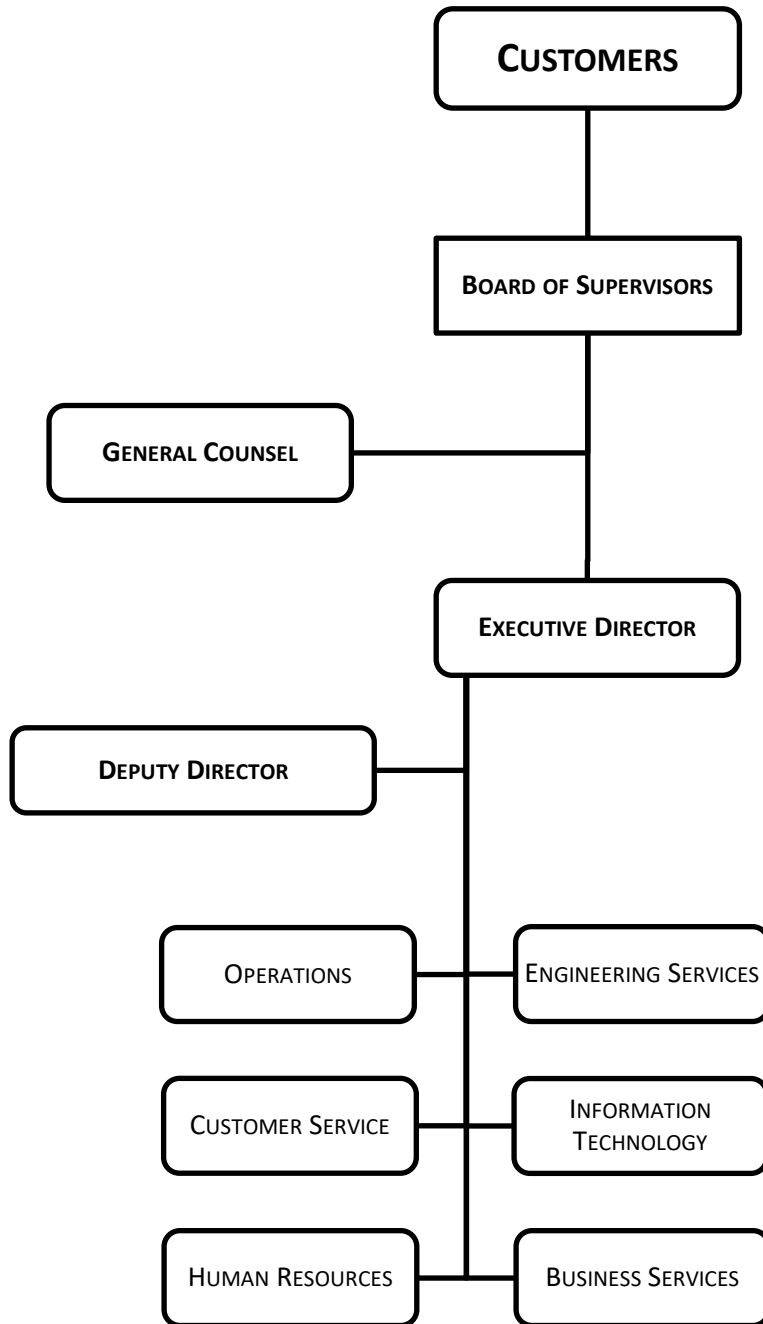 CUSTOMERS
BOARD OF SUPERVISORS
GENERAL COUNSEL
EXECUTIVE DIRECTOR
DEPUTY DIRECTOR
OPERATIONS
ENGINEERING SERVICES
CUSTOMER SERVICE
INFORMATION
TECHNOLOGY
HUMAN RESOURCES
BUSINESS SERVICES